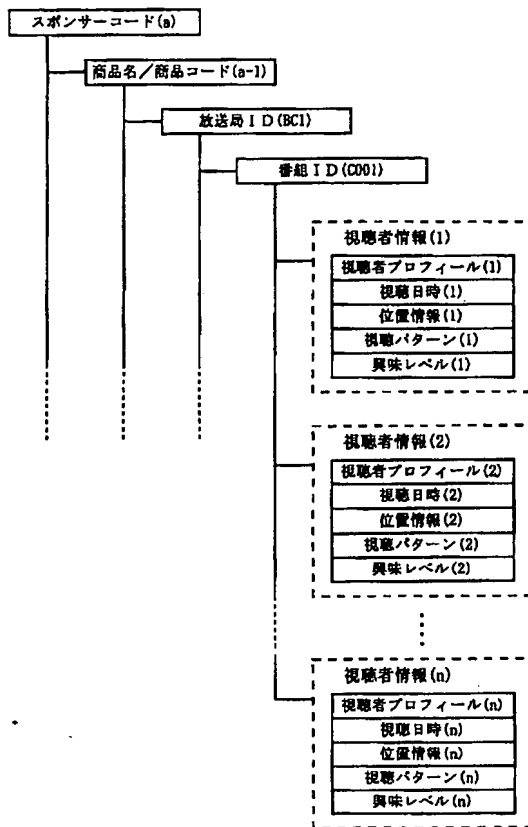 スポンサーコード(a)
商品名／商品コード(a-1)
放送局ＩＤ(BC1)
番組ＩＤ(C001)
視聴者情報(1)
視聴者プロフィール(1)
視聴日時(1)
位置情報(1)
視聴パターン(1)
興味レベル(1)
視聴者情報(2)
視聴者プロフィール(2)
視聴日時(2)
位置情報(2)
視聴パターン(2)
興味レベル(2)
視聴者情報(n)
視聴者プロフィール(n)
視聴日時(n)
位置情報(n)
視聴パターン(n)
興味レベル(n)